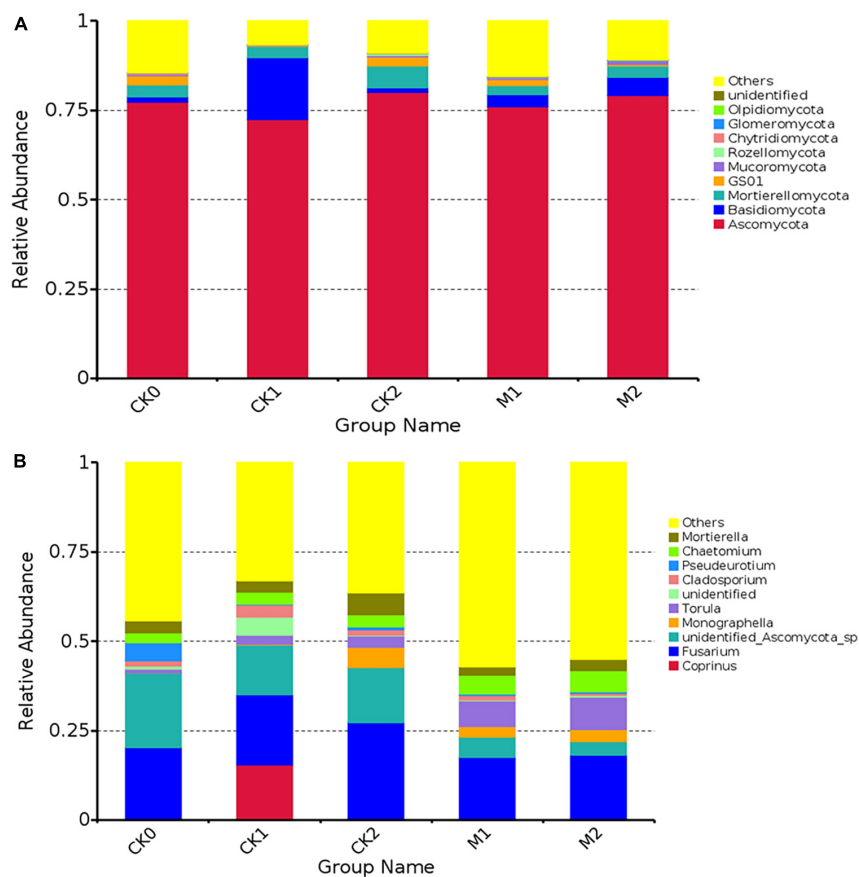 A
1
0.75
0.5
0.25
0
Relative Abundance
CK0
CK1
CK2
M1
M2
Group Name
Others
unidentified
Olpidiomycota
Glomeromycota
Chytridiomycota
Rozellomycota
Mucoromycota
GS01
Mortierellomycota
Basidiomycota
Ascomycota
B
1
0.75
0.5
0.25
0
Relative Abundance
CK0
CK1
CK2
M1
M2
Group Name
Others
Mortierella
Chaetomium
Pseudeurotium
Cladosporium
unidentified
Torula
Monographella
unidentified_Ascomycota_sp
Fusarium
Coprinus